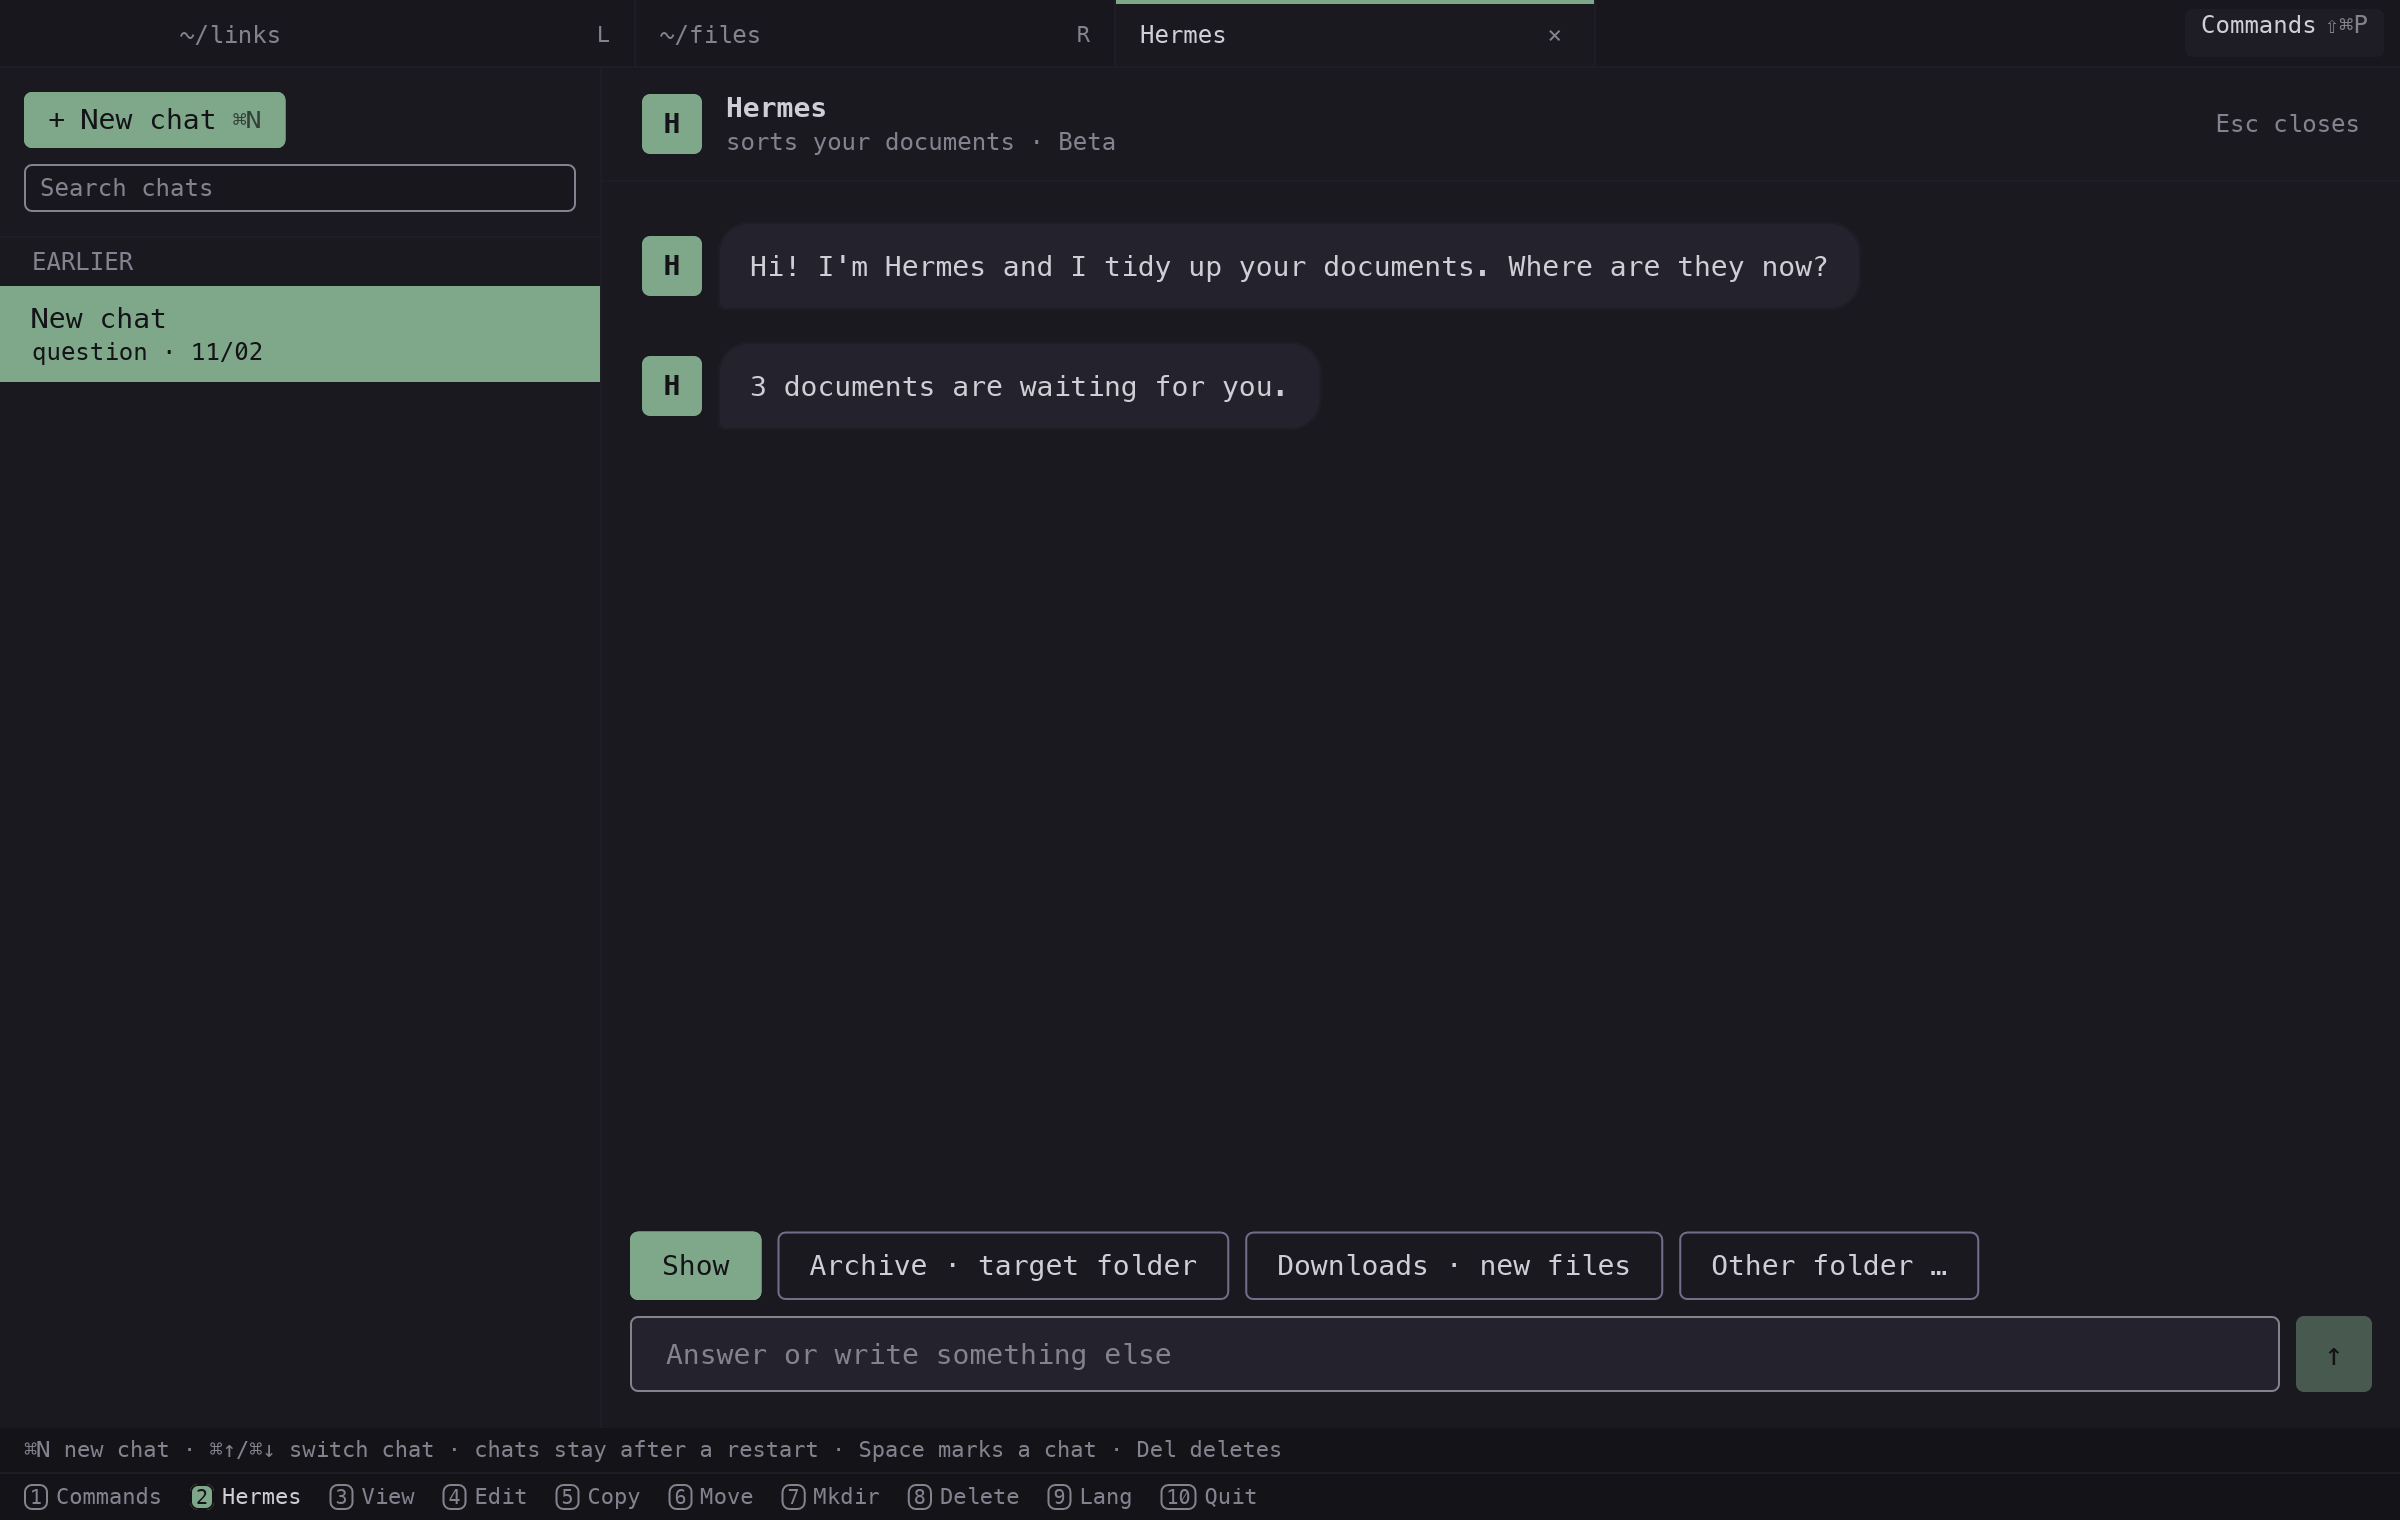 ~/links L ~/files R Hermes × Commands ⇧⌘P
+ New chat ⌘N
Search chats
EARLIER
New chat
question · 11/02
H Hermes
sorts your documents · Beta
Esc closes
H Hi! I'm Hermes and I tidy up your documents. Where are they now?
H 3 documents are waiting for you.
Show Archive · target folder Downloads · new files Other folder …
Answer or write something else ↑
⌘N new chat · ⌘↑/⌘↓ switch chat · chats stay after a restart · Space marks a chat · Del deletes
1 Commands 2 Hermes 3 View 4 Edit 5 Copy 6 Move 7 Mkdir 8 Delete 9 Lang 10 Quit